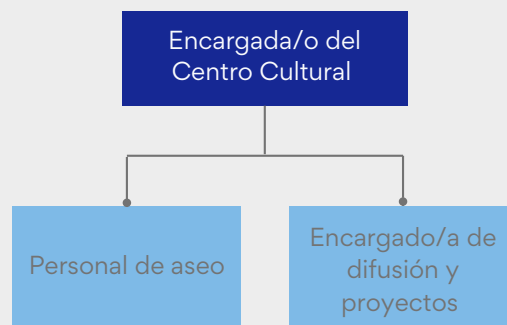 Encargada/o del
Centro Cultural
Personal de aseo
Encargado/a de
difusión y
proyectos